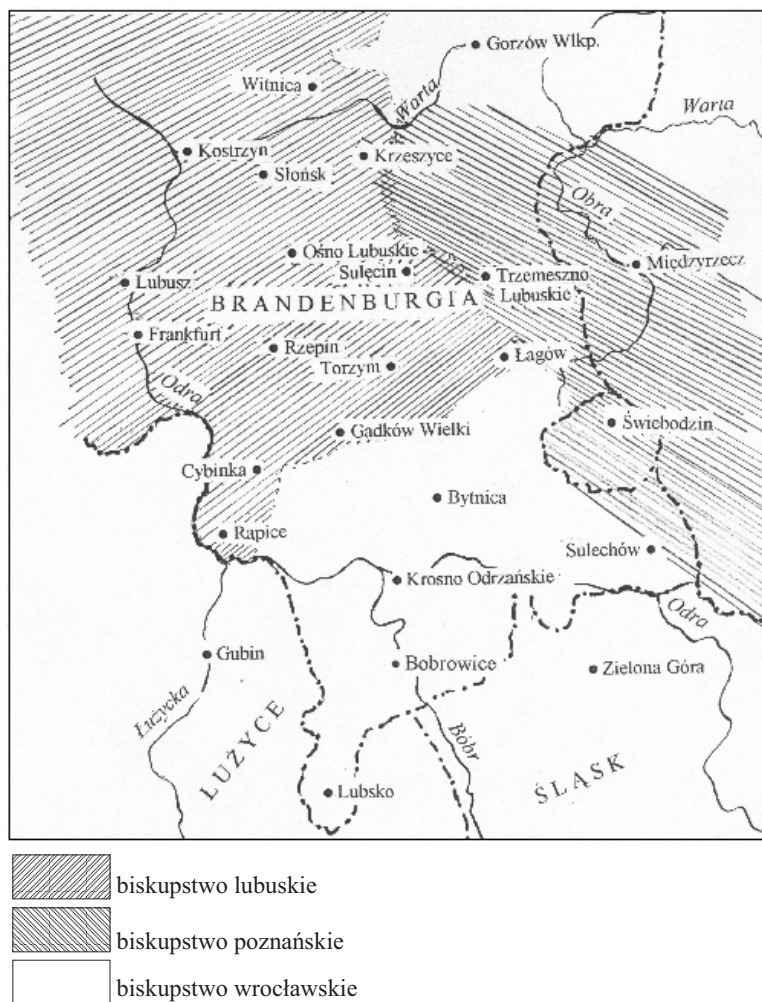 Gorzów Wlkp.
Witnica
Warta
Warta
Kostrzyn
Krzeszyce
Słońsk
Obra
Ośno Lubuskie
Sulęcin
Międzyrzecz
Lubusz
Trzemeszno
Lubuskie
BRANDENBURGIA
Frankfurt
Rzepin
Łagów
Torzym
Odra
Świebodzin
Gadków Wielki
Cybinka
Bytnica
Rapice
Sulechów
Krosno Odrzańskie
Odra
Gubin
Bobrowice
Zielona Góra
Łużycka
ŁUŻYCE
Bóbr
ŚLĄSK
Lubsko
biskupstwo lubuskie
biskupstwo poznańskie
biskupstwo wrocławskie